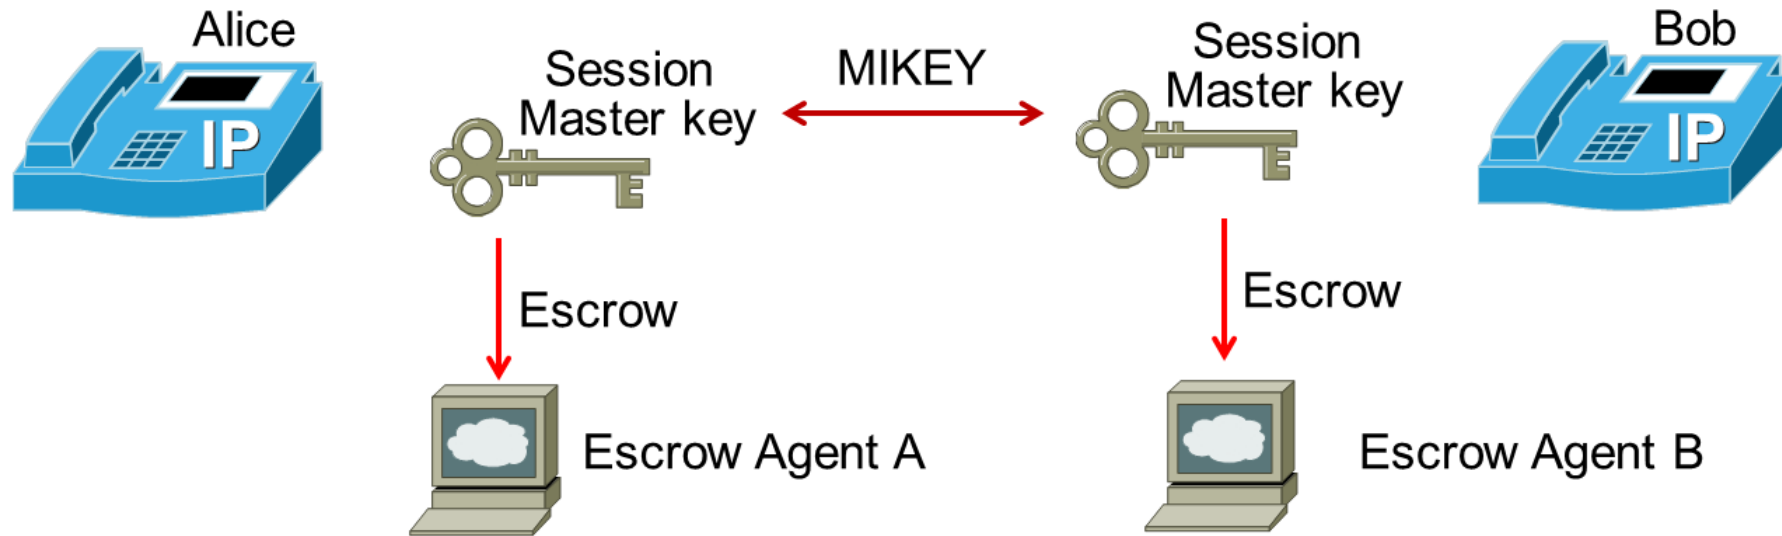 Alice
IP
Session
Master key
MIKEY
Session
Master key
Bob
IP
Escrow
Escrow
Escrow Agent A
Escrow Agent B